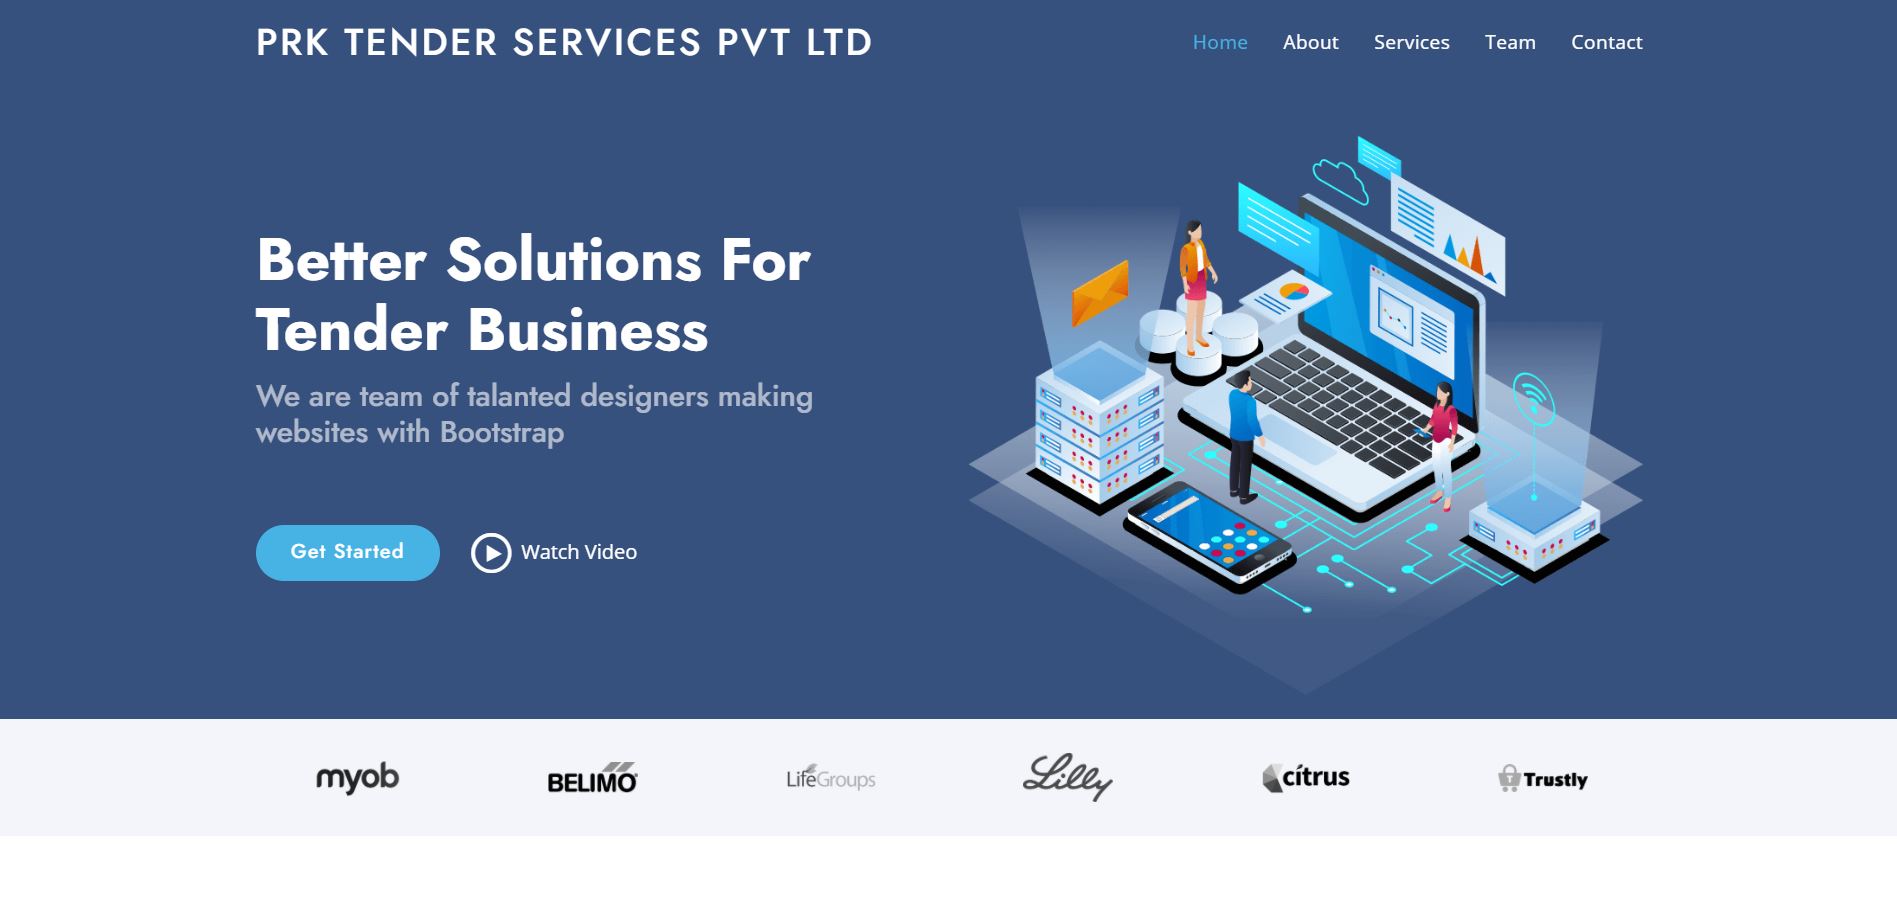 PRK TENDER SERVICES PVT LTD
Home About Services Team Contact
Better Solutions For
Tender Business
We are team of talanted designers making
websites with Bootstrap
Get Started
Watch Video
myob
BELIMO
LifeGroups
Lilly
citrus
T Trustly